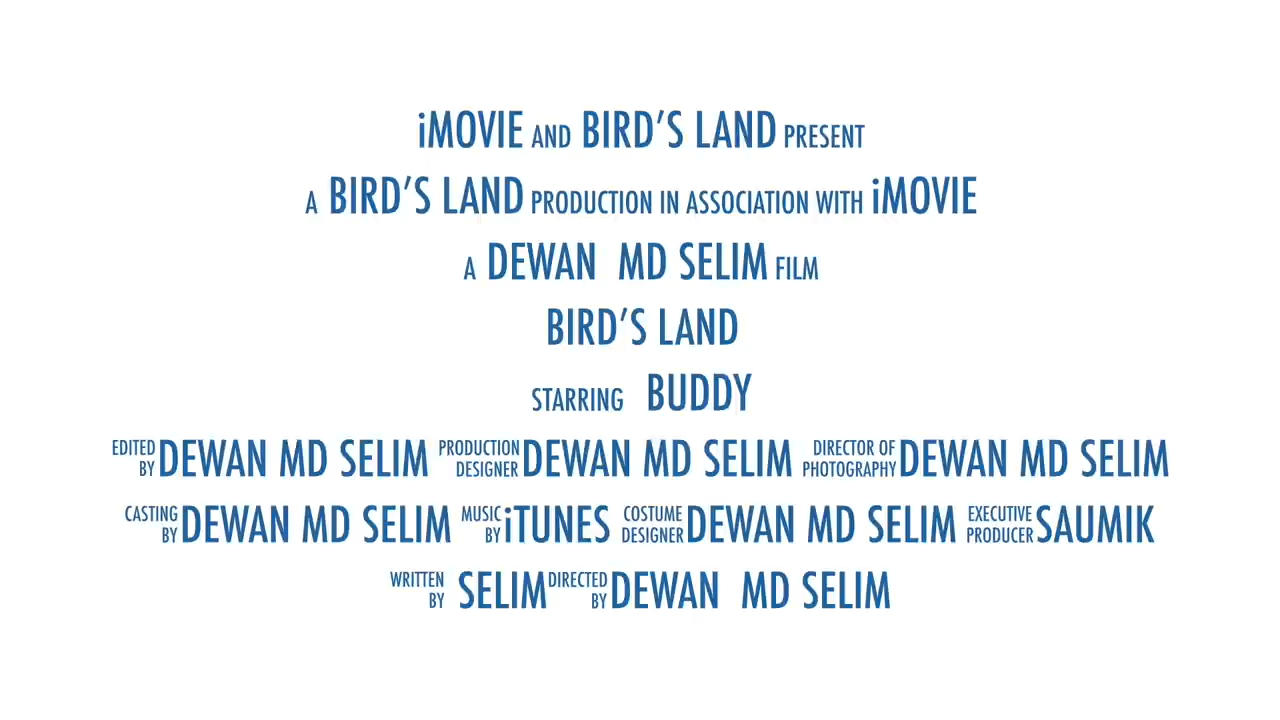 iMOVIE AND BIRD'S LAND PRESENT
A BIRD'S LAND PRODUCTION IN ASSOCIATION WITH iMOVIE
A DEWAN MD SELIM FILM
BIRD'S LAND
STARRING BUDDY
EDITED BY DEWAN MD SELIM PRODUCTION DESIGNER DEWAN MD SELIM DIRECTOR OF PHOTOGRAPHY DEWAN MD SELIM
CASTING BY DEWAN MD SELIM MUSIC BY iTUNES COSTUME DESIGNER DEWAN MD SELIM EXECUTIVE PRODUCER SAUMIK
WRITTEN BY SELIM DIRECTED BY DEWAN MD SELIM